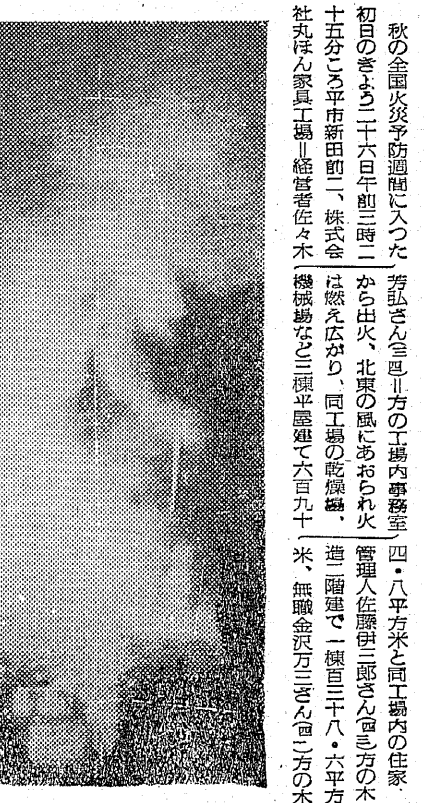 秋の全国火災予防週間に入つた
初日のきよう二十六日午前三時二
十五分ころ平市新田前二、株式会
社丸ほん家具工場＝経営者佐々木
芳弘さん（三四）＝方の工場内事務室
から出火、北東の風にあおられ火
は燃え広がり、同工場の乾燥場、
機械場など三棟平屋建て六百九十
四・八平方米と同工場内の住家、
管理人佐藤伊三郎さん（四三）方の木
造二階建で一棟百三十八・六平方
米、無職金沢万三さん（四二）方の木